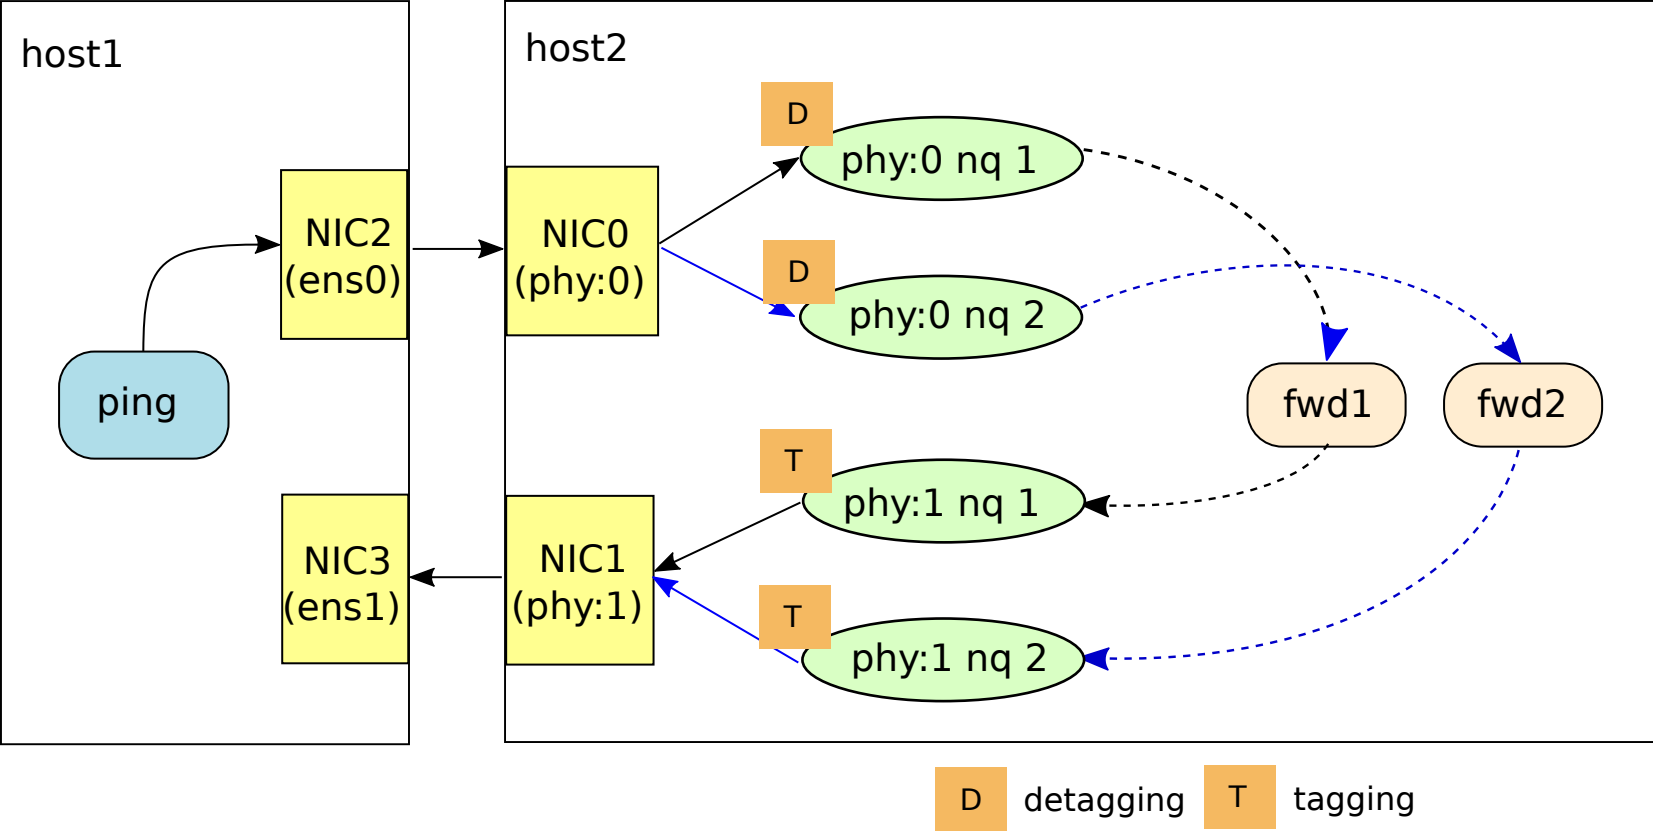 host1
host2
D
phy:0 nq 1
NIC2
(ens0)
NIC0
(phy:0)
D
phy:0 nq 2
ping
fwd1
fwd2
T
phy:1 nq 1
NIC3
(ens1)
NIC1
(phy:1)
T
phy:1 nq 2
D detagging T tagging